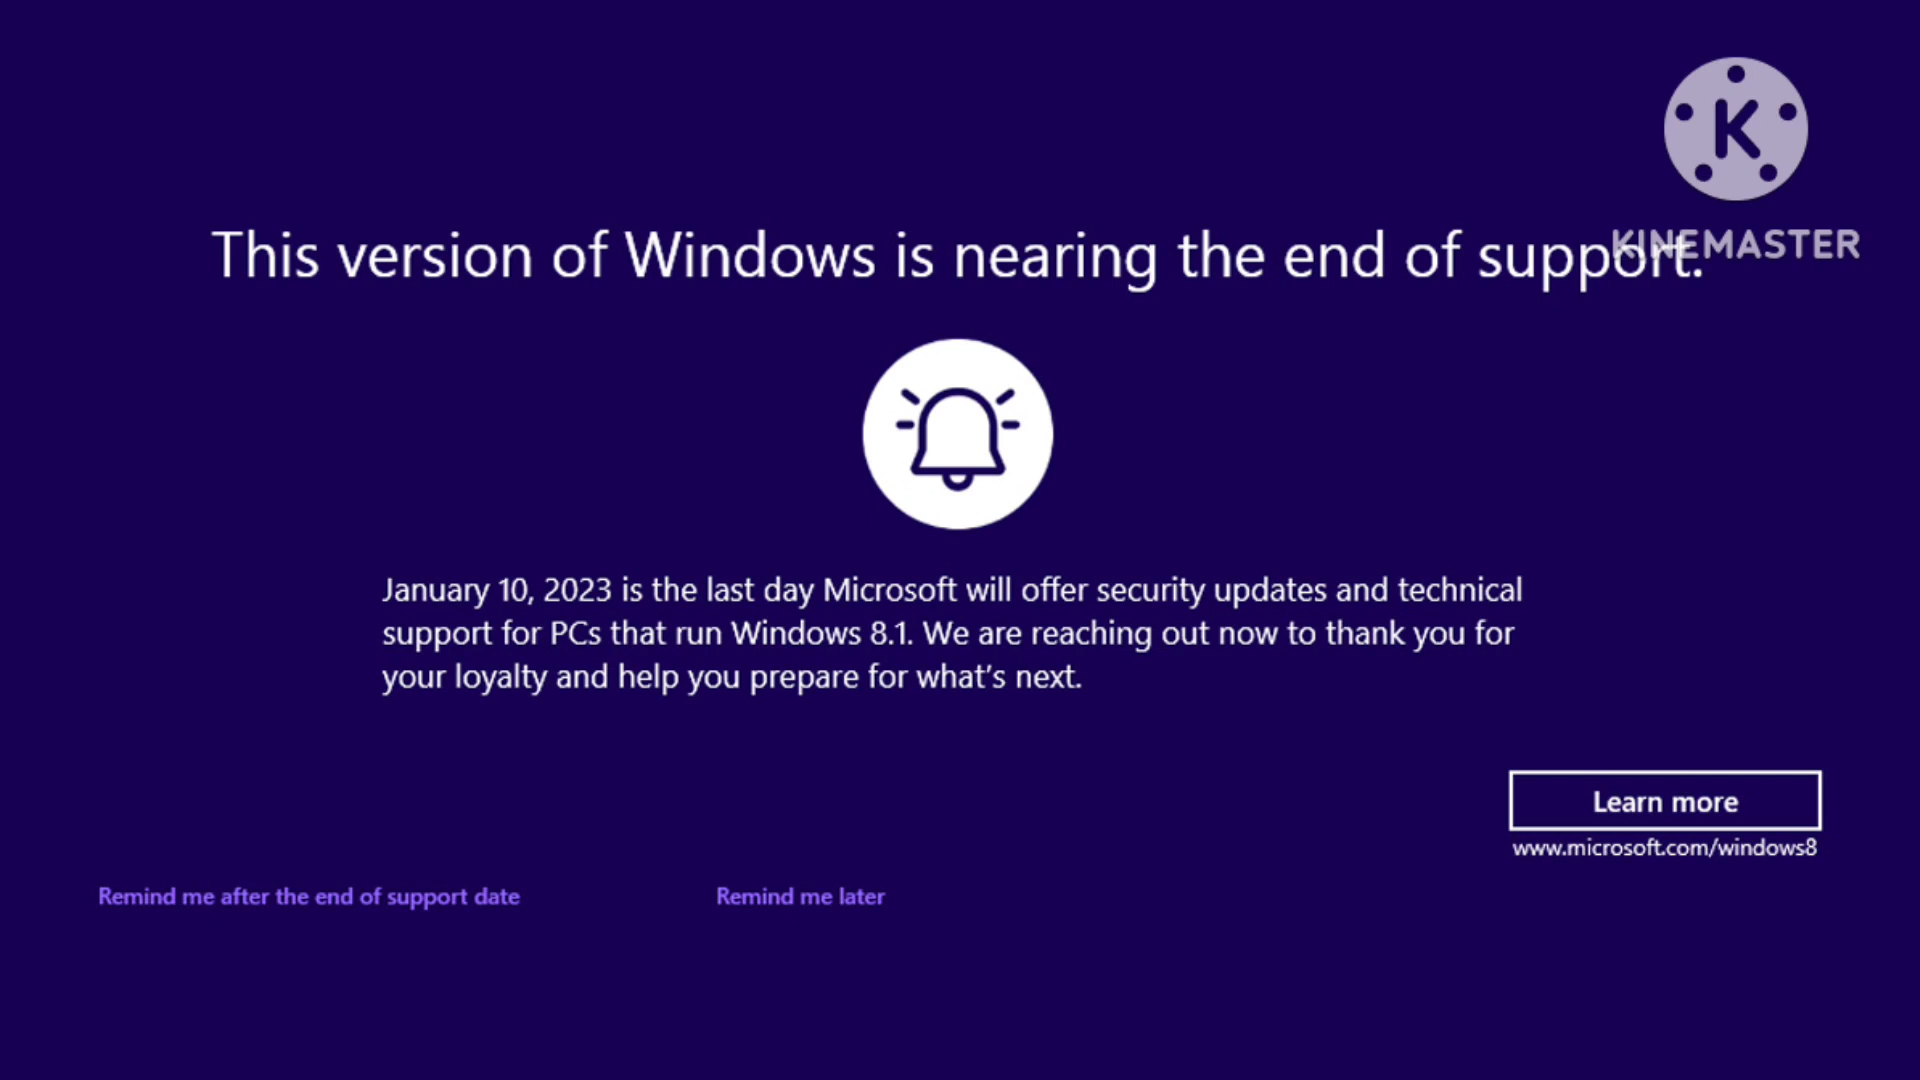 K
KINEMASTER
This version of Windows is nearing the end of support.
January 10, 2023 is the last day Microsoft will offer security updates and technical
support for PCs that run Windows 8.1. We are reaching out now to thank you for
your loyalty and help you prepare for what's next.
Learn more
www.microsoft.com/windows8
Remind me after the end of support date
Remind me later